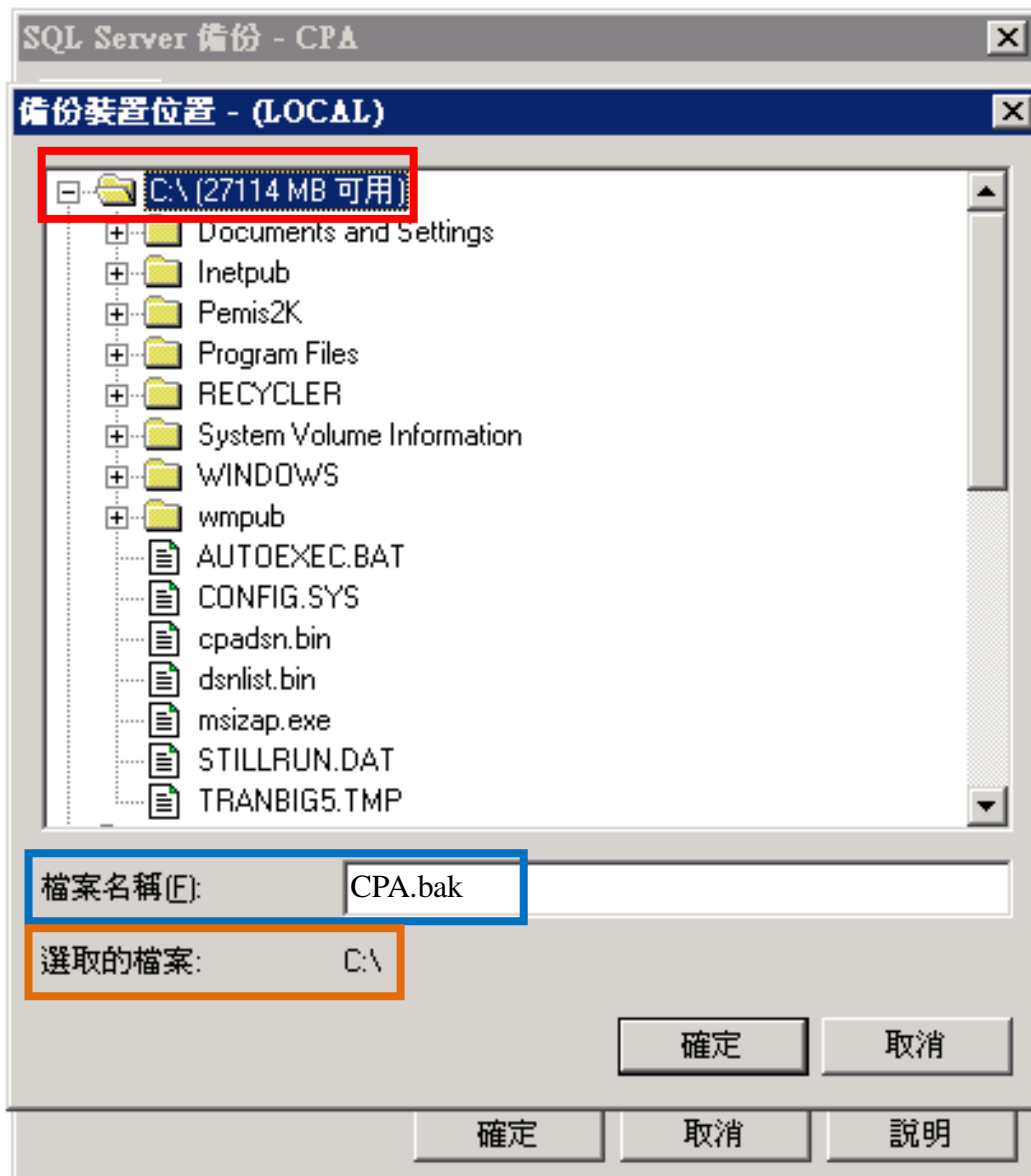 SQL Server 備份 - CPA
備份裝置位置 - (LOCAL)
C:\ (27114 MB 可用)
Documents and Settings
Inetpub
Pemis2K
Program Files
RECYCLER
System Volume Information
WINDOWS
wmpub
AUTOEXEC.BAT
CONFIG.SYS
cpadsn.bin
dsnlist.bin
msizap.exe
STILLRUN.DAT
TRANBIG5.TMP
檔案名稱(F): CPA.bak
選取的檔案: C:\
確定 取消
確定 取消 說明